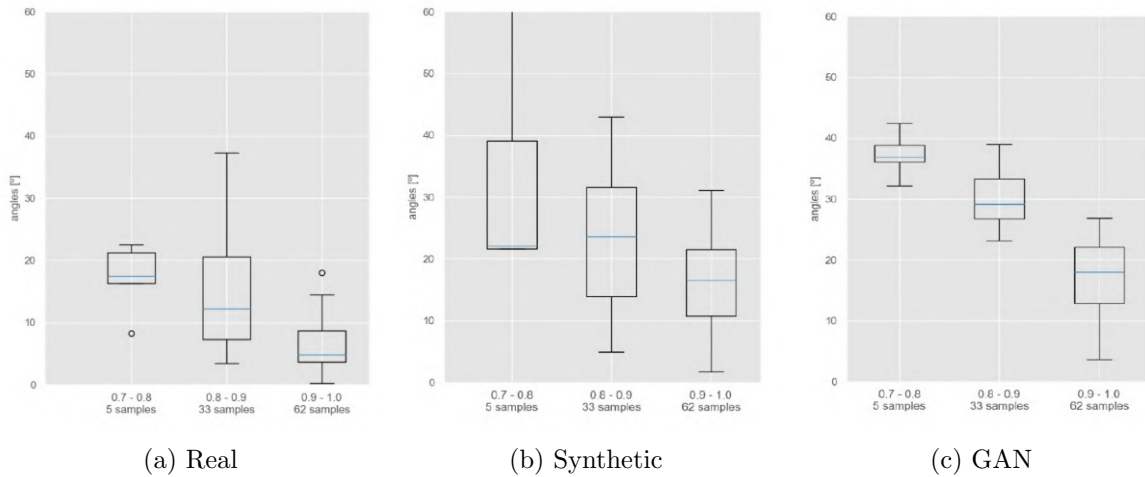 60
50
40
30
20
10
0
angles [º]
0.7 - 0.8
5 samples
0.8 - 0.9
33 samples
0.9 - 1.0
62 samples
(a) Real
60
50
40
30
20
10
0
angles [º]
0.7 - 0.8
5 samples
0.8 - 0.9
33 samples
0.9 - 1.0
62 samples
(b) Synthetic
60
50
40
30
20
10
0
angles [º]
0.7 - 0.8
5 samples
0.8 - 0.9
33 samples
0.9 - 1.0
62 samples
(c) GAN